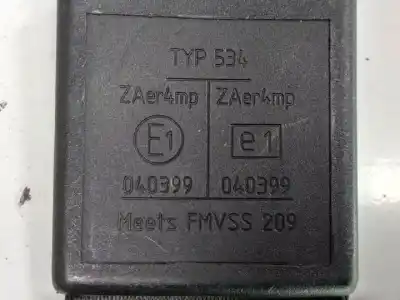 TYP 534
ZAer4mp ZAer4mp
E1 e1
040399 040399
Meets FMVSS 209